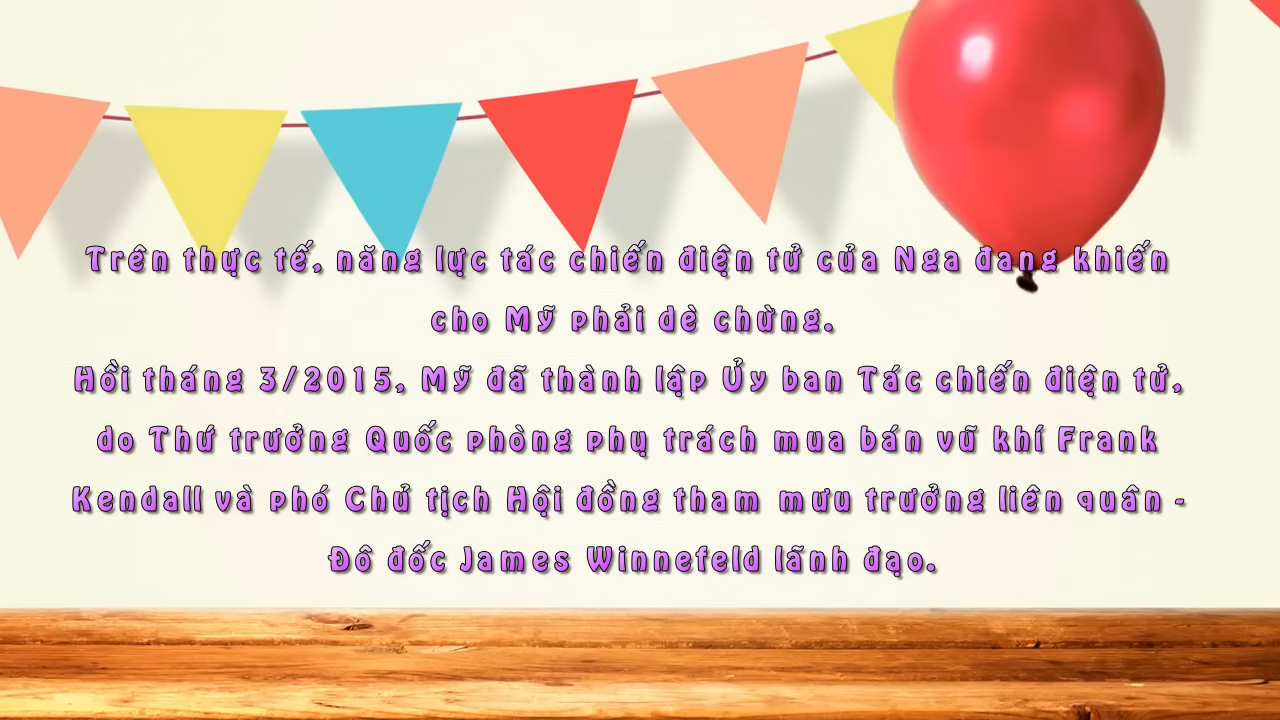 Trên thực tế, năng lực tác chiến điện tử của Nga đang khiến
cho Mỹ phải dè chừng.
Hồi tháng 3/2015, Mỹ đã thành lập Ủy ban Tác chiến điện tử,
do Thứ trưởng Quốc phòng phụ trách mua bán vũ khí Frank
Kendall và phó Chủ tịch Hội đồng tham mưu trưởng liên quân -
Đô đốc James Winnefeld lãnh đạo.